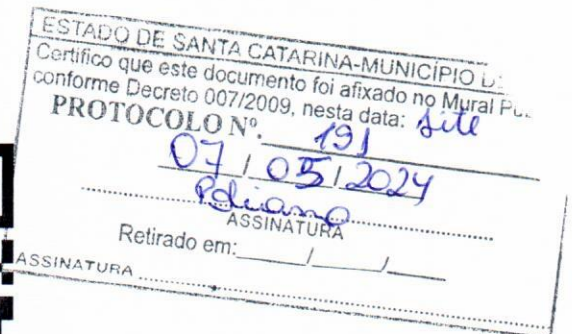 ESTADO DE SANTA CATARINA-MUNICÍPIO D
Certifico que este documento foi afixado no Mural Pú
conforme Decreto 007/2009, nesta data: site
PROTOCOLO Nº. 191
07 / 05 / 2024
ASSINATURA
Retirado em: / /
ASSINATURA